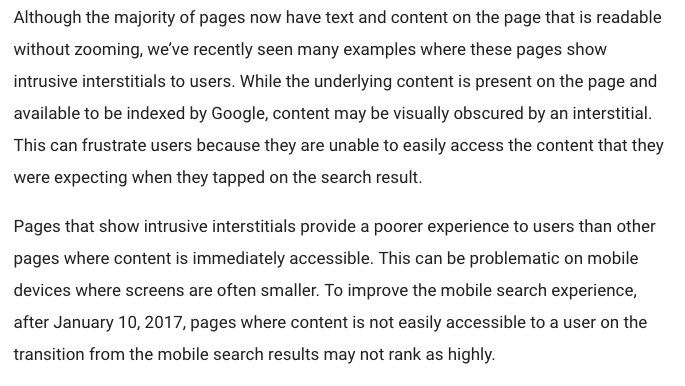 Although the majority of pages now have text and content on the page that is readable
without zooming, we’ve recently seen many examples where these pages show
intrusive interstitials to users. While the underlying content is present on the page and
available to be indexed by Google, content may be visually obscured by an interstitial.
This can frustrate users because they are unable to easily access the content that they
were expecting when they tapped on the search result.
Pages that show intrusive interstitials provide a poorer experience to users than other
pages where content is immediately accessible. This can be problematic on mobile
devices where screens are often smaller. To improve the mobile search experience,
after January 10, 2017, pages where content is not easily accessible to a user on the
transition from the mobile search results may not rank as highly.